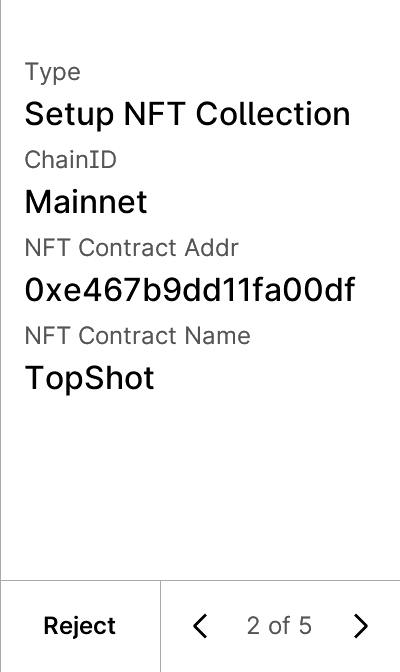 Type
Setup NFT Collection
ChainID
Mainnet
NFT Contract Addr
0xe467b9dd11fa00df
NFT Contract Name
TopShot
Reject
2 of 5